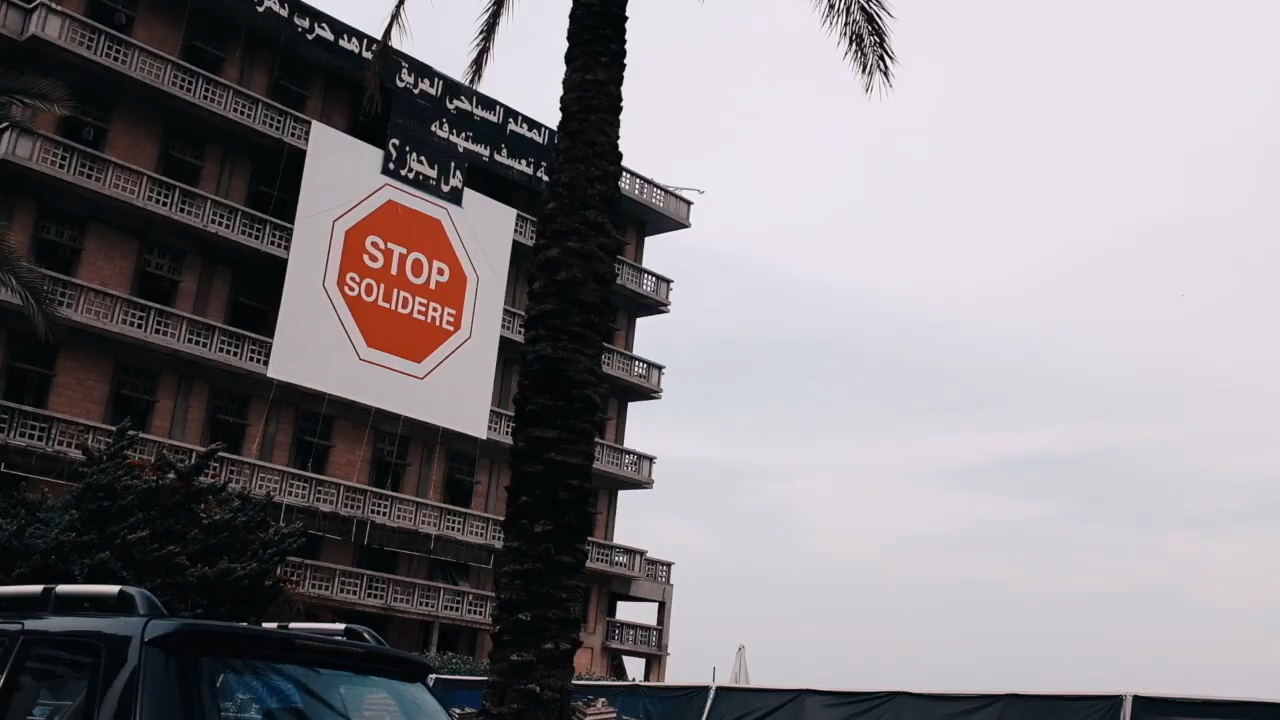 شاهد حرب
المعلم السياحي العريق
تعسف يستهدفه
هل يجوز؟
STOP
SOLIDERE